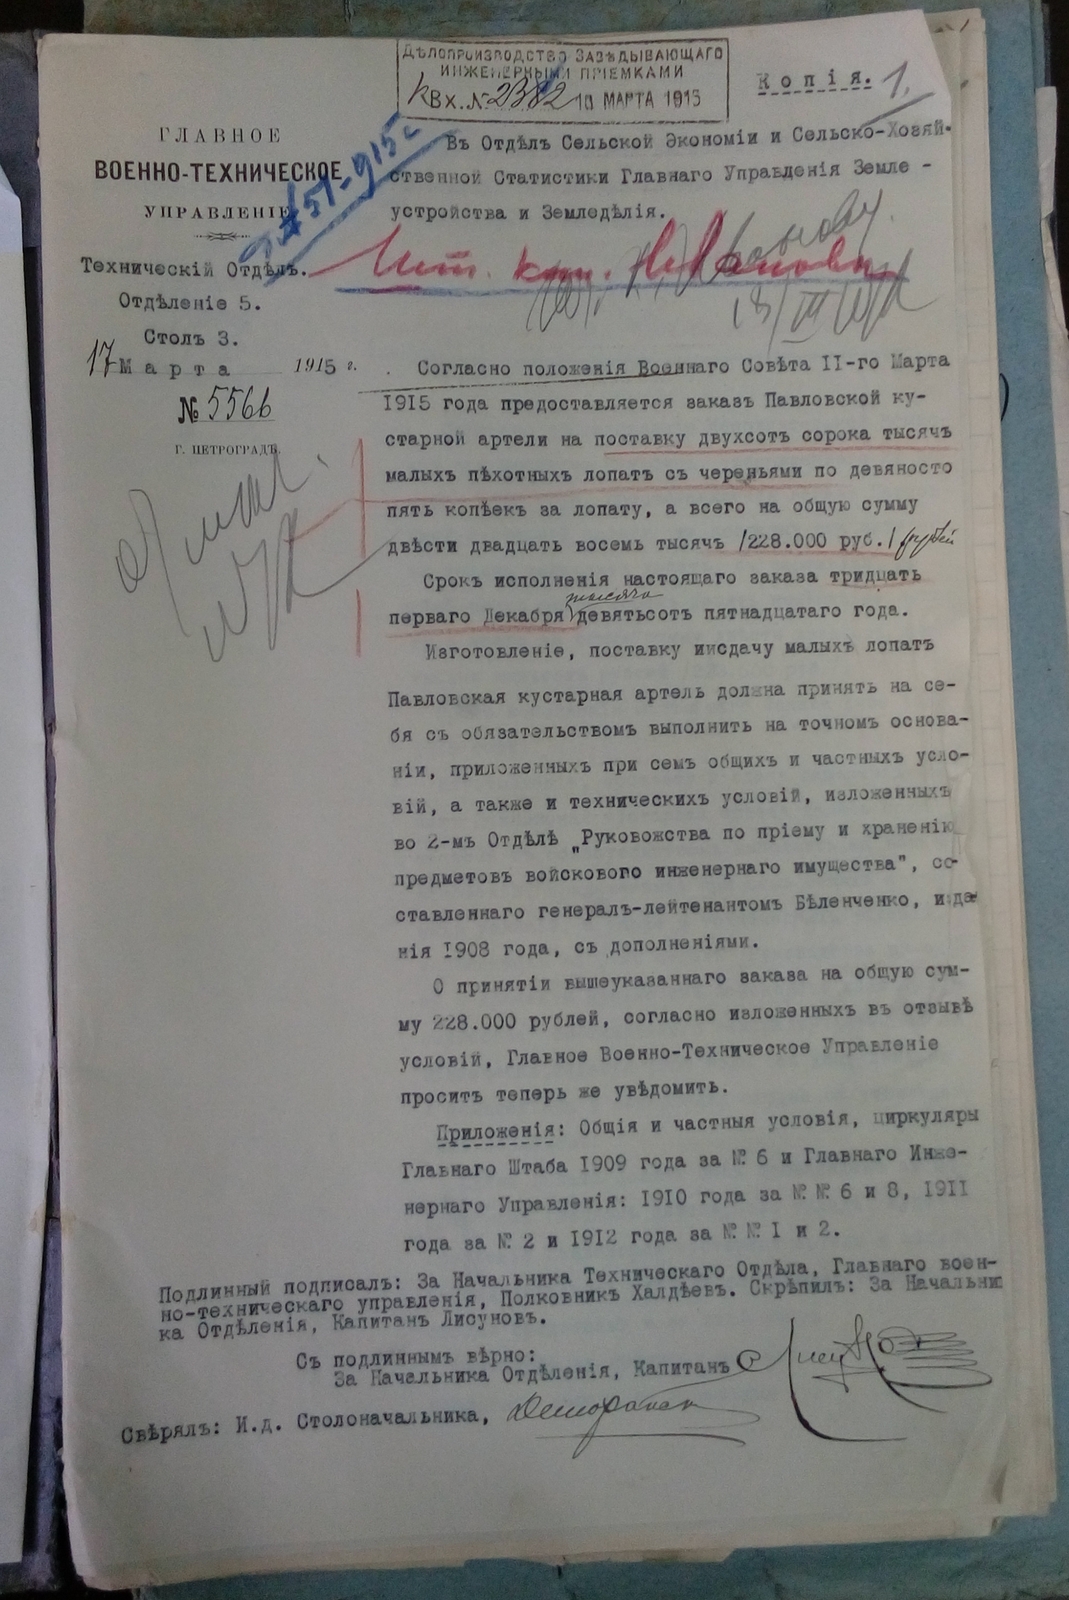 ДѢЛОПРОИЗВОДСТВО ЗАВѢДЫВАЮЩАГО
ИНЖЕНЕРНЫМИ ПРІЕМКАМИ
КВх. № 2382 18 МАРТА 1915
Копія. 1.
ГЛАВНОЕ
ВОЕННО-ТЕХНИЧЕСКОЕ
УПРАВЛЕНІЕ
№ 51-915 г
Техническій Отдѣлъ.
Отдѣленіе 5.
Столъ 3.
17 Марта 1915 г.
№ 5566
Г. ПЕТРОГРАДЪ.
Въ Отдѣлъ Сельской Экономіи и Сельско-Хозяй-
ственной Статистики Главнаго Управленія Земле -
устройства и Земледѣлія.
Шт. кап. Иванову
18/III
Согласно положенія Военнаго Совѣта II-го Марта
1915 года предоставляется заказъ Павловской ку-
старной артели на поставку двухсотъ сорока тысячъ
малыхъ пѣхотныхъ лопатъ съ череньями по девяносто
пять копѣекъ за лопату, а всего на общую сумму
двѣсти двадцать восемь тысячъ /228.000 руб./ рублей
Срокъ исполненія настоящаго заказа тридцать
тысяча
перваго Декабря девятьсотъ пятнадцатаго года.
Изготовленіе, поставку иисдачу малыхъ лопатъ
Павловская кустарная артель должна принять на се-
бя съ обязательствомъ выполнить на точномъ основа-
ніи, приложенныхъ при семъ общихъ и частныхъ усло-
вій, а также и техническихъ условій, изложенныхъ
во 2-мъ Отдѣлѣ „Руковожства по пріему и храненію
предметовъ войскового инженернаго имущества", со-
ставленнаго генералъ-лейтенантомъ Бѣленченко, изда-
нія 1908 года, съ дополненіями.
О принятіи вышеуказаннаго заказа на общую сум-
му 228.000 рублей, согласно изложенныхъ въ отзывѣ
условій, Главное Военно-Техническое Управленіе
проситъ теперь же увѣдомить.
Приложенія: Общія и частныя условія, циркуляры
Главнаго Штаба 1909 года за № 6 и Главнаго Инже-
нернаго Управленія: 1910 года за №№ 6 и 8, 1911
года за № 2 и 1912 года за №№ I и 2.
Подлинный подписалъ: За Начальника Техническаго Отдѣла, Главнаго воен-
но-техническаго управленія, Полковникъ Халдѣевъ. Скрѣпилъ: За Начальни
ка Отдѣленія, Капитанъ Лисуновъ.
Съ подлиннымъ вѣрно:
За Начальника Отдѣленія, Капитанъ
Свѣрялъ: И.д. Столоначальника,